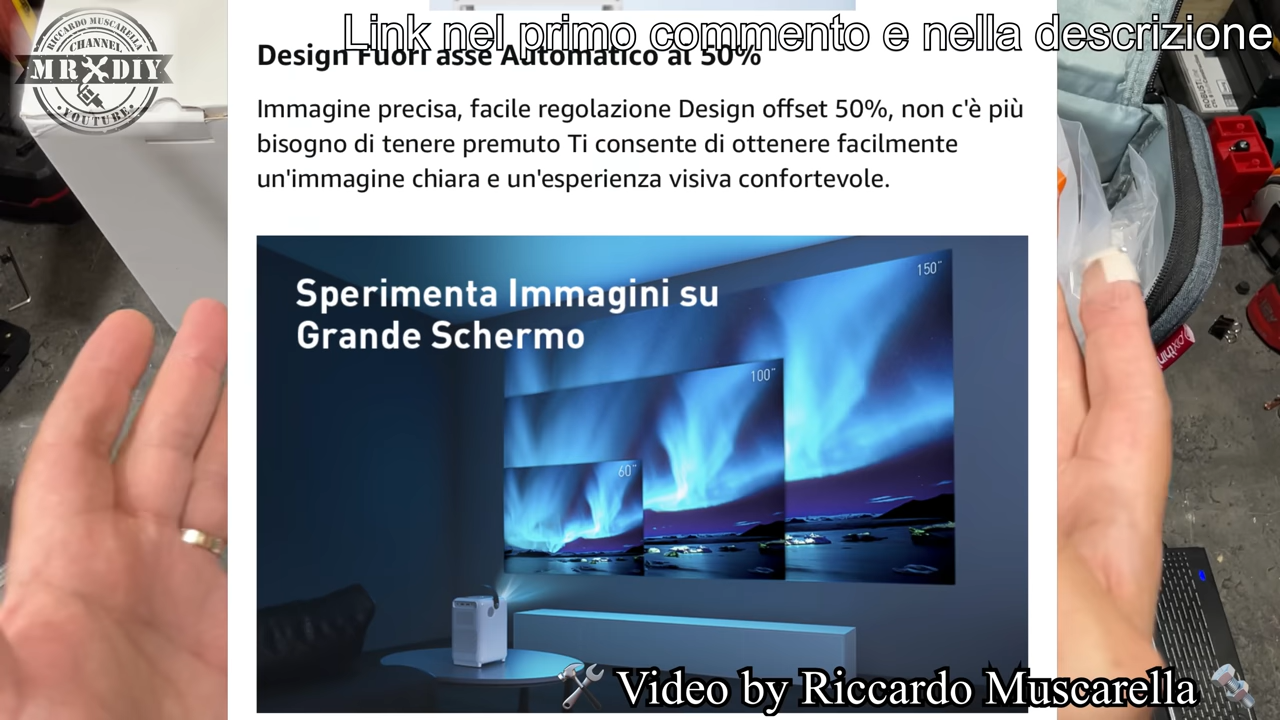 Link nel primo commento e nella descrizione
RICCARDO MUSCARELLA
CHANNEL
MR DIY
YOUTUBE
Design Fuori asse Automatico al 50%
Immagine precisa, facile regolazione Design offset 50%, non c'è più
bisogno di tenere premuto Ti consente di ottenere facilmente
un'immagine chiara e un'esperienza visiva confortevole.
Sperimenta Immagini su
Grande Schermo
150"
100"
60"
Video by Riccardo Muscarella